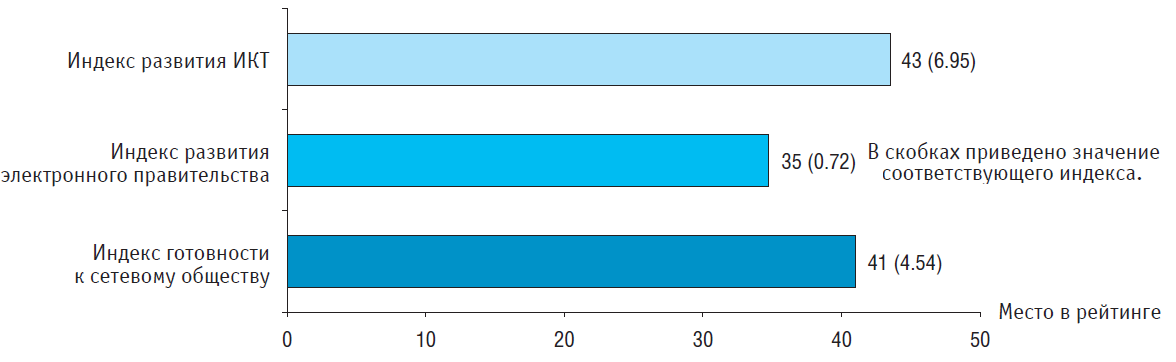 Индекс развития ИКТ
43 (6.95)
Индекс развития
электронного правительства
35 (0.72)
В скобках приведено значение
соответствующего индекса.
Индекс готовности
к сетевому обществу
41 (4.54)
Место в рейтинге
0 10 20 30 40 50